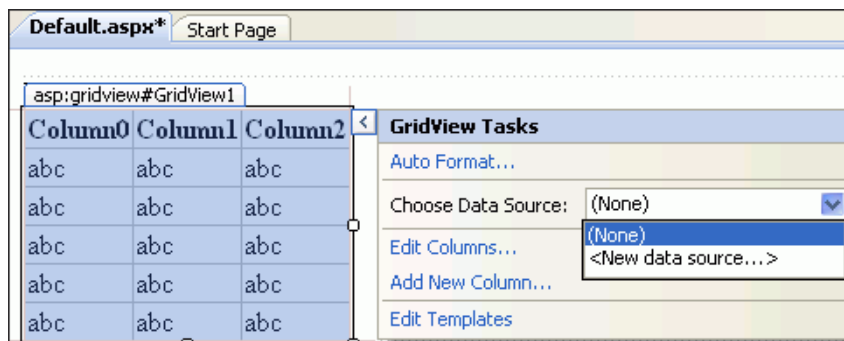 Default.aspx* Start Page
asp:gridview#GridView1
Column0 Column1 Column2 GridView Tasks
abc abc abc Auto Format...
abc abc abc Choose Data Source: (None)
(None)
abc abc abc Edit Columns... <New data source...>
abc abc abc Add New Column...
abc abc abc Edit Templates